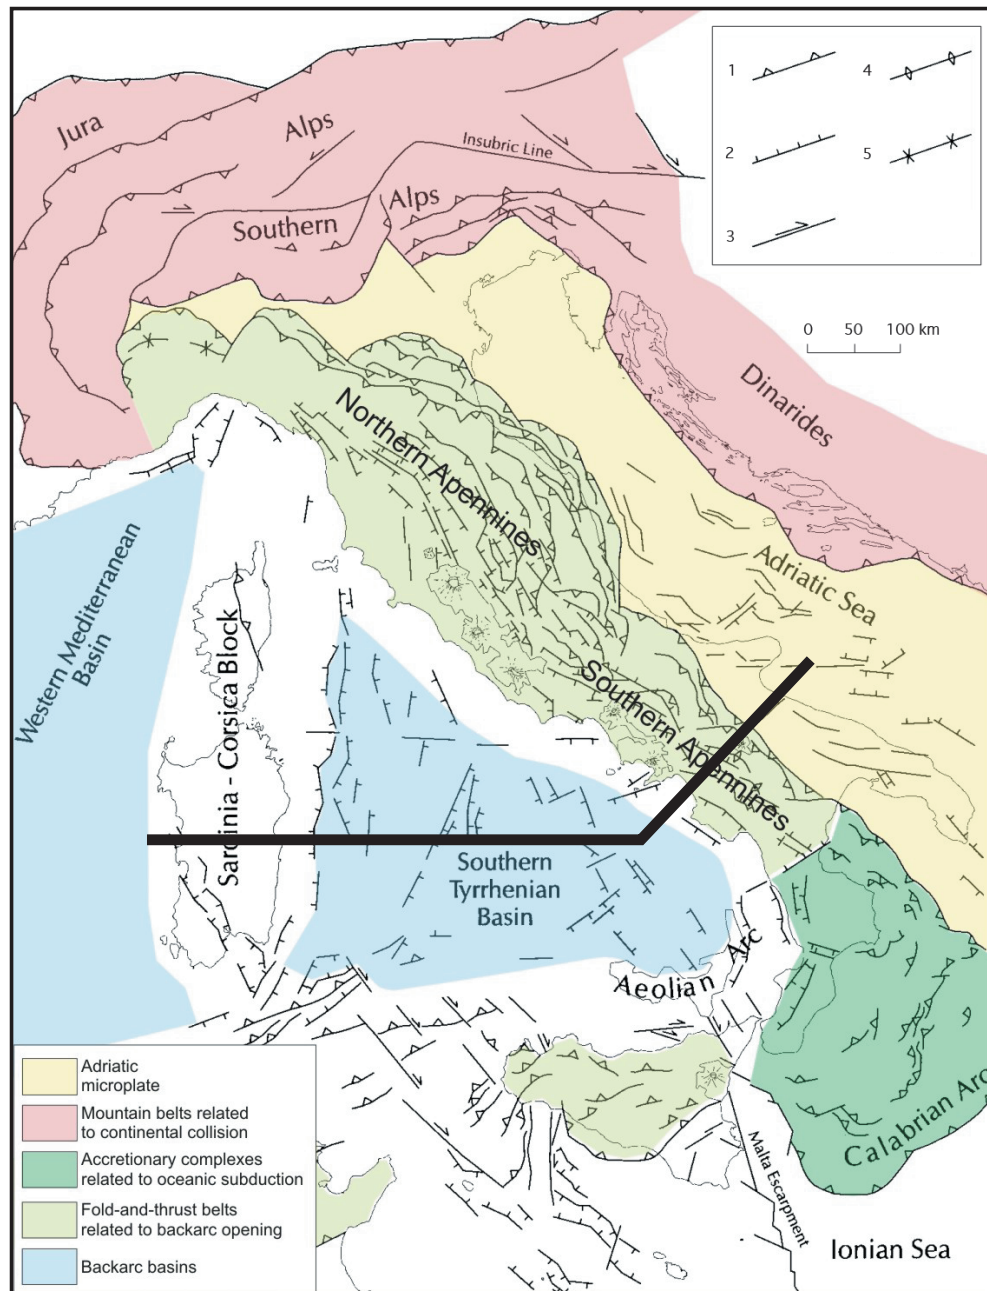 Jura
Alps
Insubric Line
Southern
Alps
1
4
2
5
3
0 50 100 km
Dinarides
Northern Apennines
Adriatic Sea
Western Mediterranean
Basin
Sardinia - Corsica Block
Southern Apennines
Southern
Tyrrhenian
Basin
Aeolian Arc
Calabrian Arc
Malta Escarpment
Ionian Sea
Adriatic
microplate
Mountain belts related
to continental collision
Accretionary complexes
related to oceanic subduction
Fold-and-thrust belts
related to backarc opening
Backarc basins